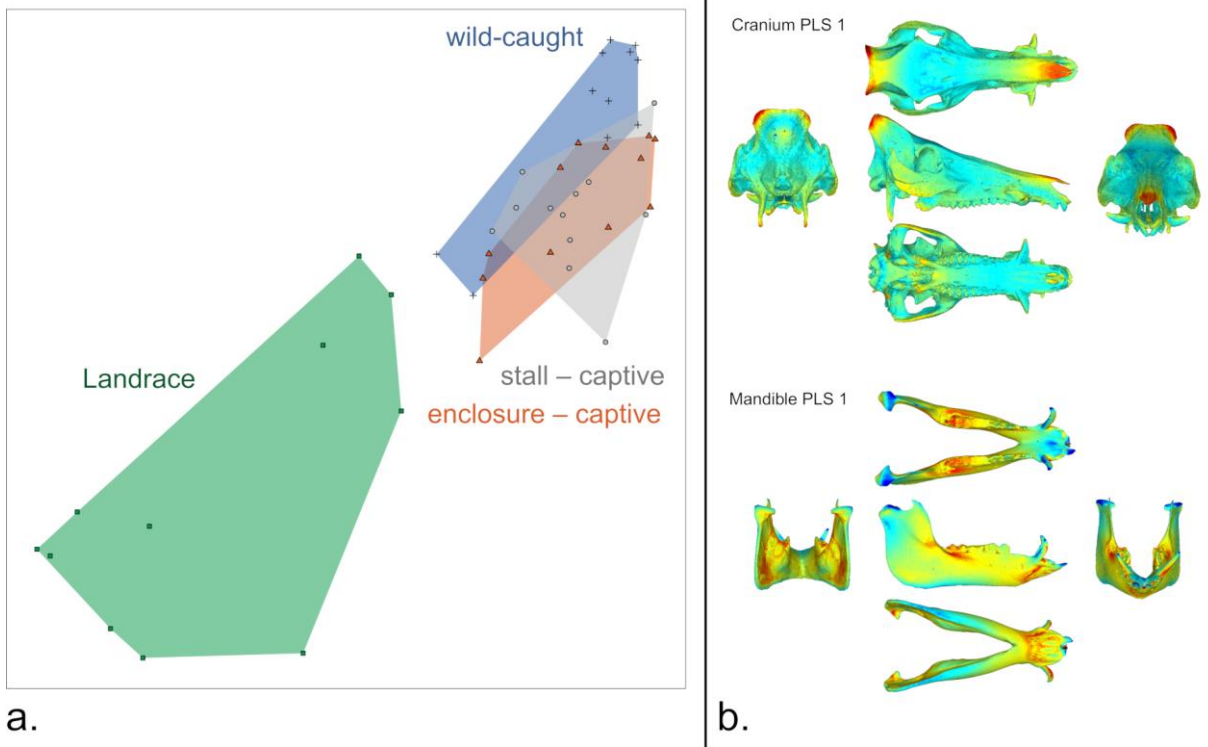 wild-caught
Landrace
stall – captive
enclosure – captive
a.
Cranium PLS 1
Mandible PLS 1
b.